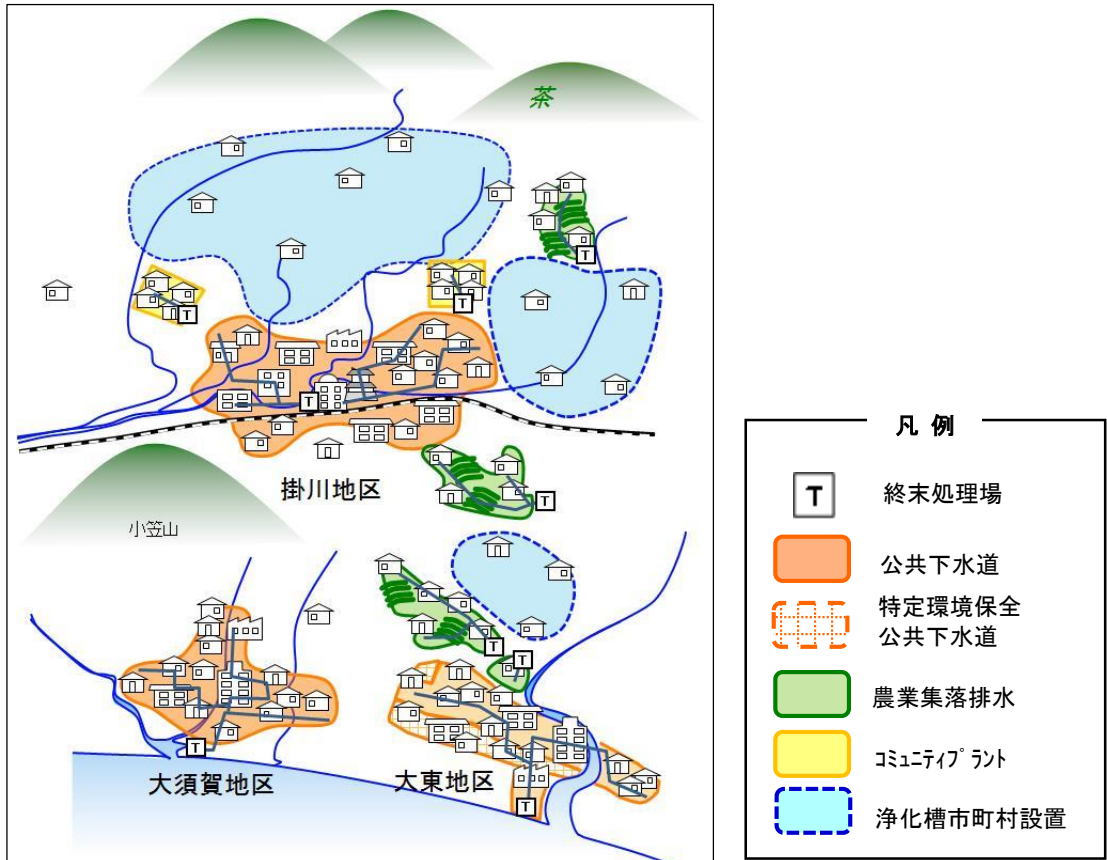 茶
T
T
T
T
掛川地区
T
小笠山
T
T
T
大須賀地区
大東地区
T
凡 例
T
終末処理場
公共下水道
特定環境保全
公共下水道
農業集落排水
ｺﾐｭﾆﾃｨﾌﾟﾗﾝﾄ
浄化槽市町村設置